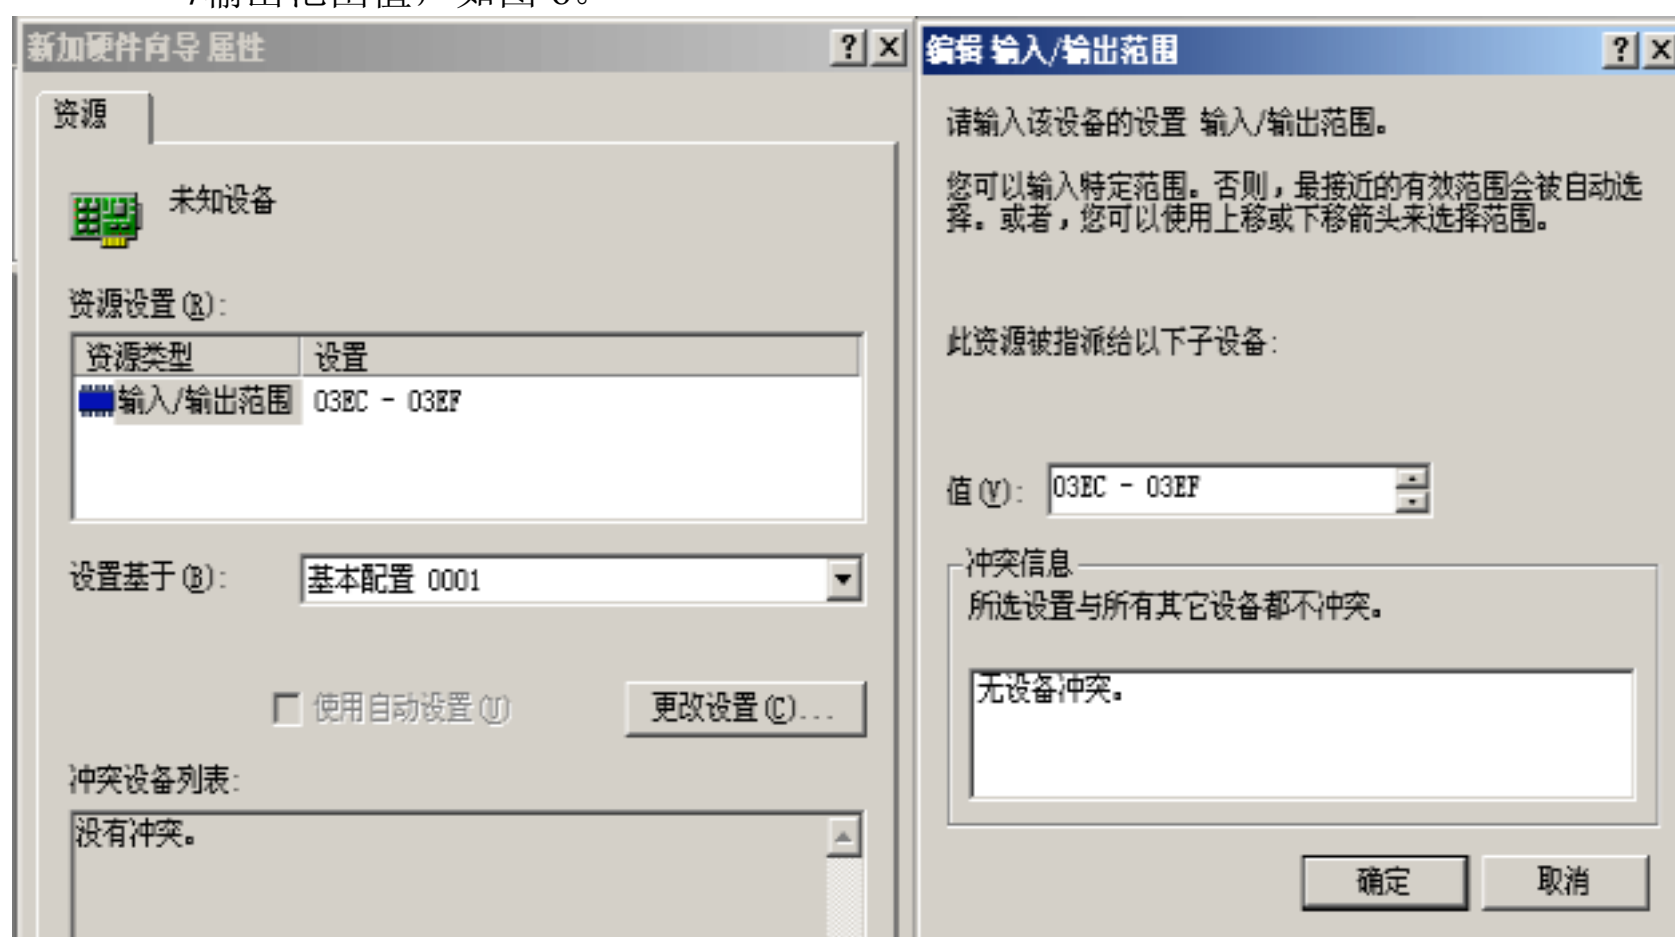 /输出范围值，如图
新加硬件向导 属性
资源
未知设备
资源设置(R):
资源类型 设置
输入/输出范围 03EC - 03EF
设置基于(B): 基本配置 0001
使用自动设置(U) 更改设置(C)...
冲突设备列表:
没有冲突。
编辑 输入/输出范围
请输入该设备的设置 输入/输出范围。
您可以输入特定范围。否则，最接近的有效范围会被自动选
择。或者，您可以使用上移或下移箭头来选择范围。
此资源被指派给以下子设备:
值(V): 03EC - 03EF
冲突信息
所选设置与所有其它设备都不冲突。
无设备冲突。
确定 取消